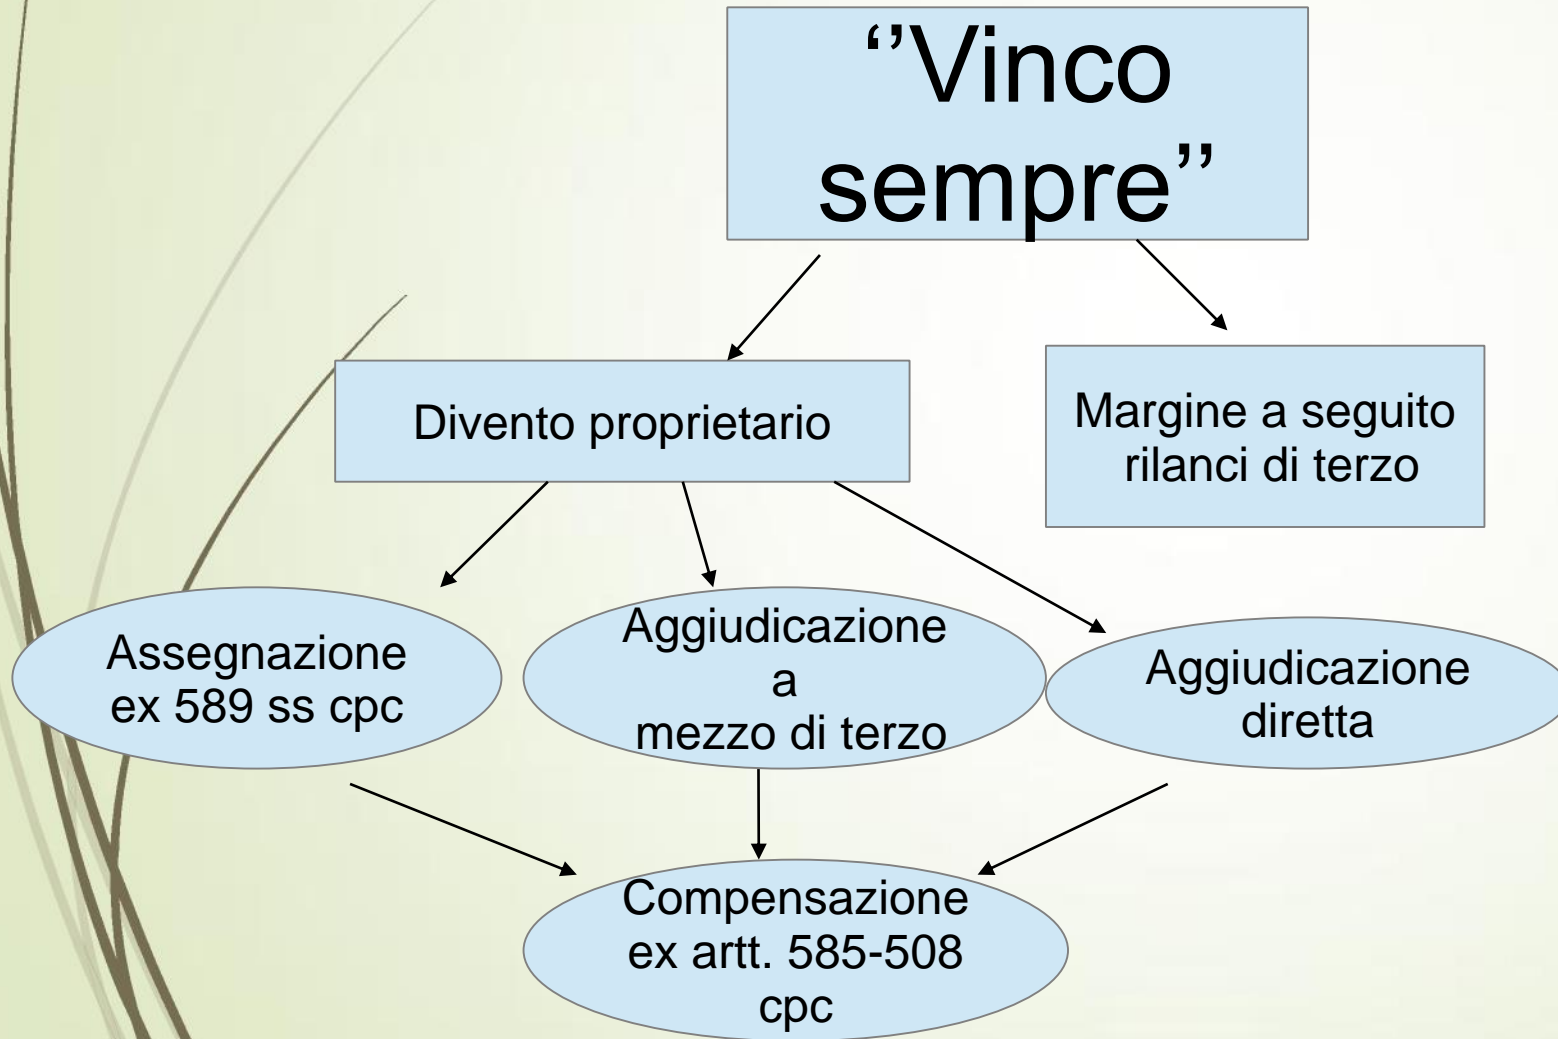 ‘’Vinco
sempre’’
Divento proprietario
Margine a seguito
rilanci di terzo
Assegnazione
ex 589 ss cpc
Aggiudicazione
a
mezzo di terzo
Aggiudicazione
diretta
Compensazione
ex artt. 585-508
cpc